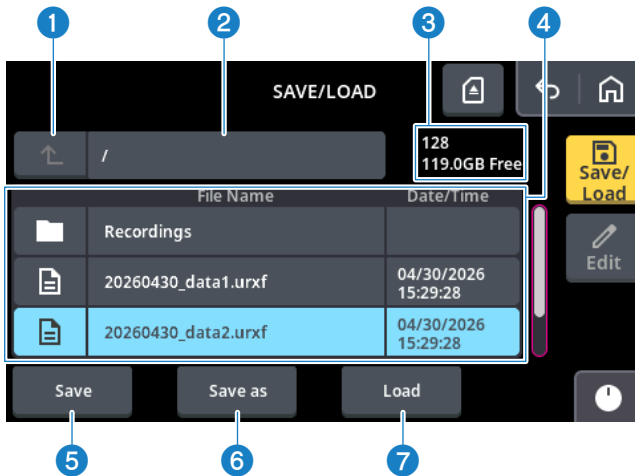 1
2
3
4
SAVE/LOAD
/
128
119.0GB Free
Save/
Load
File Name
Date/Time
Recordings
20260430_data1.urxf
04/30/2026
15:29:28
20260430_data2.urxf
04/30/2026
15:29:28
Edit
Save
Save as
Load
5
6
7